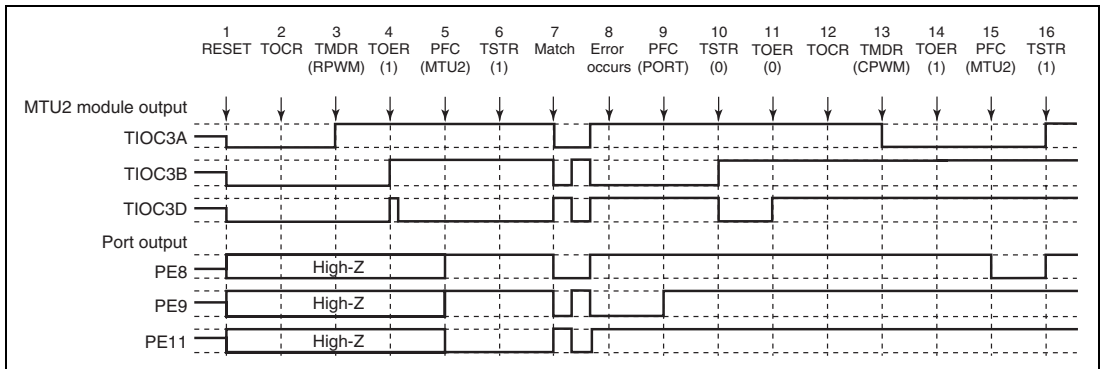 1 2 3 4 5 6 7 8 9 10 11 12 13 14 15 16
RESET TOCR TMDR TOER PFC TSTR Match Error PFC TSTR TOER TOCR TMDR TOER PFC TSTR
(RPWM) (1) (MTU2) (1) occurs (PORT) (0) (0) (CPWM) (1) (MTU2) (1)
MTU2 module output
TIOC3A
TIOC3B
TIOC3D
Port output
PE8 High-Z
PE9 High-Z
PE11 High-Z